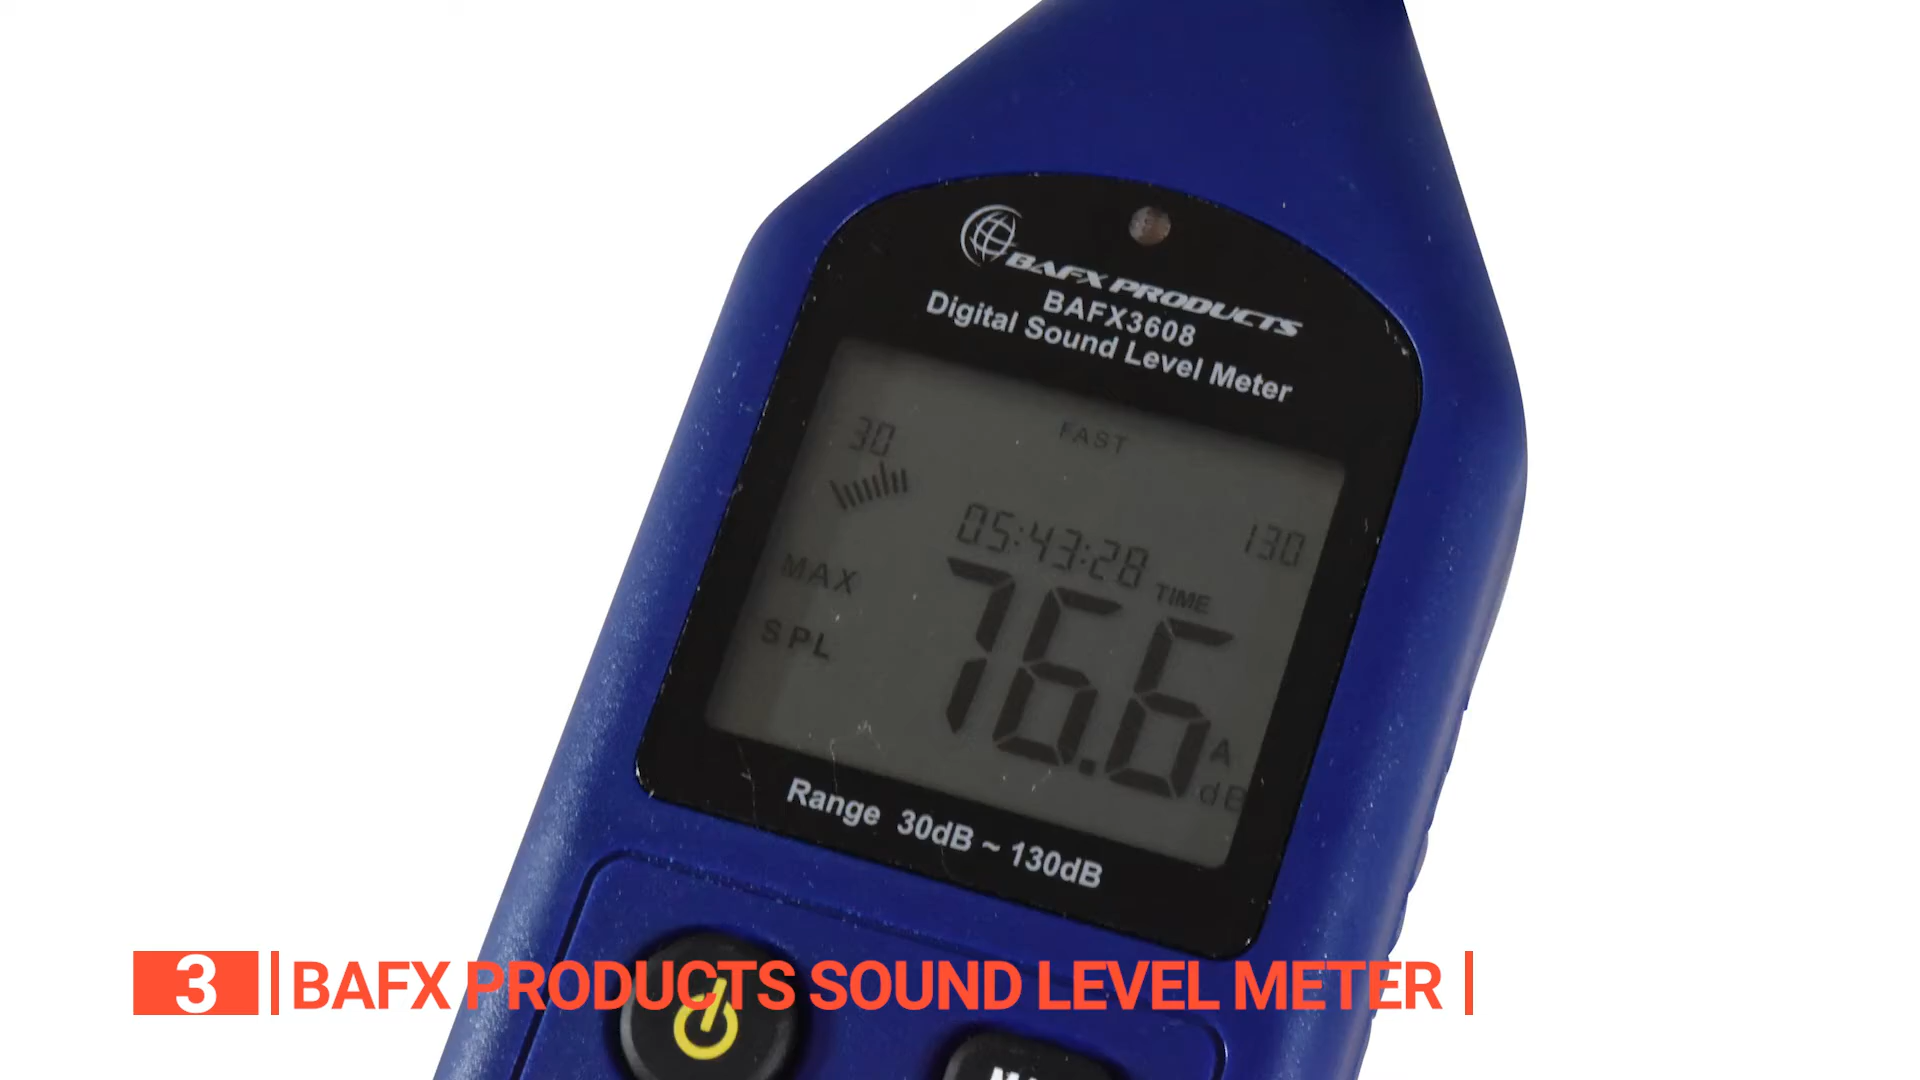 BAFX PRODUCTS
BAFX3608
Digital Sound Level Meter
FAST
30
05:43:28
130
MAX
TIME
SPL
76.6
A
dB
Range 30dB ~ 130dB
3 BAFX PRODUCTS SOUND LEVEL METER